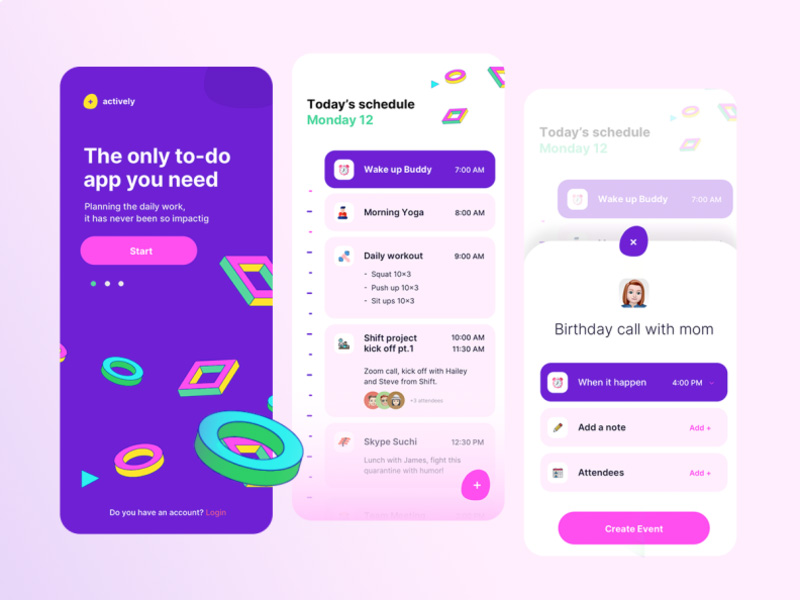 actively
The only to-do
app you need
Planning the daily work,
it has never been so impactig
Start
Do you have an account? Login
Today's schedule
Monday 12
Wake up Buddy 7:00 AM
Morning Yoga 8:00 AM
Daily workout 9:00 AM
- Squat 10×3
- Push up 10×3
- Sit ups 10×3
Shift project 10:00 AM
kick off pt.1 11:30 AM
Zoom call, kick off with Hailey
and Steve from Shift.
+3 attendees
Skype Suchi 12:30 PM
Lunch with James, fight this
quarantine with humor!
+
Today's schedule
Monday 12
Wake up Buddy 7:00 AM
×
Birthday call with mom
When it happen 4:00 PM
Add a note Add +
Attendees Add +
Create Event